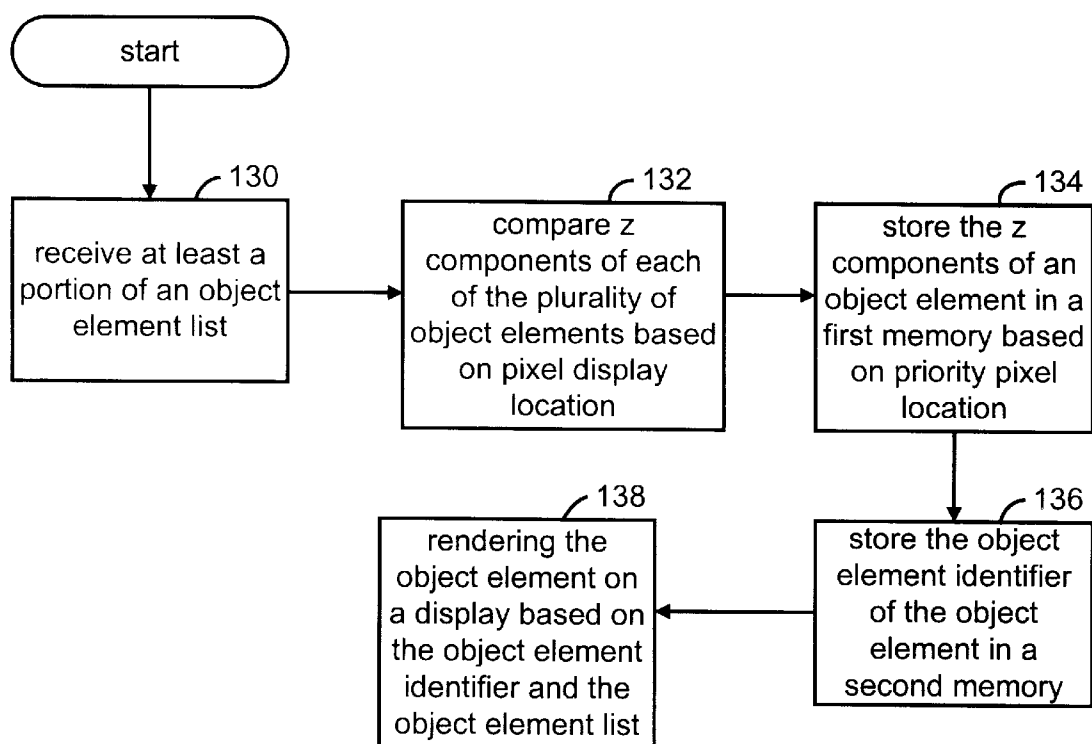 start
130
receive at least a
portion of an object
element list
132
compare z
components of each
of the plurality of
object elements based
on pixel display
location
134
store the z
components of an
object element in a
first memory based
on priority pixel
location
136
store the object
element identifier
of the object
element in a
second memory
138
rendering the
object element on
a display based on
the object element
identifier and the
object element list